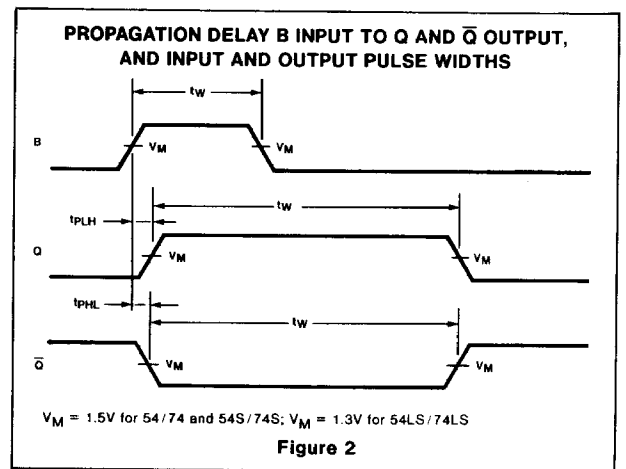 PROPAGATION DELAY B INPUT TO Q AND Q̅ OUTPUT,
AND INPUT AND OUTPUT PULSE WIDTHS
tW
B
VM
VM
tPLH
tW
Q
VM
VM
tPHL
tW
Q̅
VM
VM
VM = 1.5V for 54/74 and 54S/74S; VM = 1.3V for 54LS/74LS
Figure 2